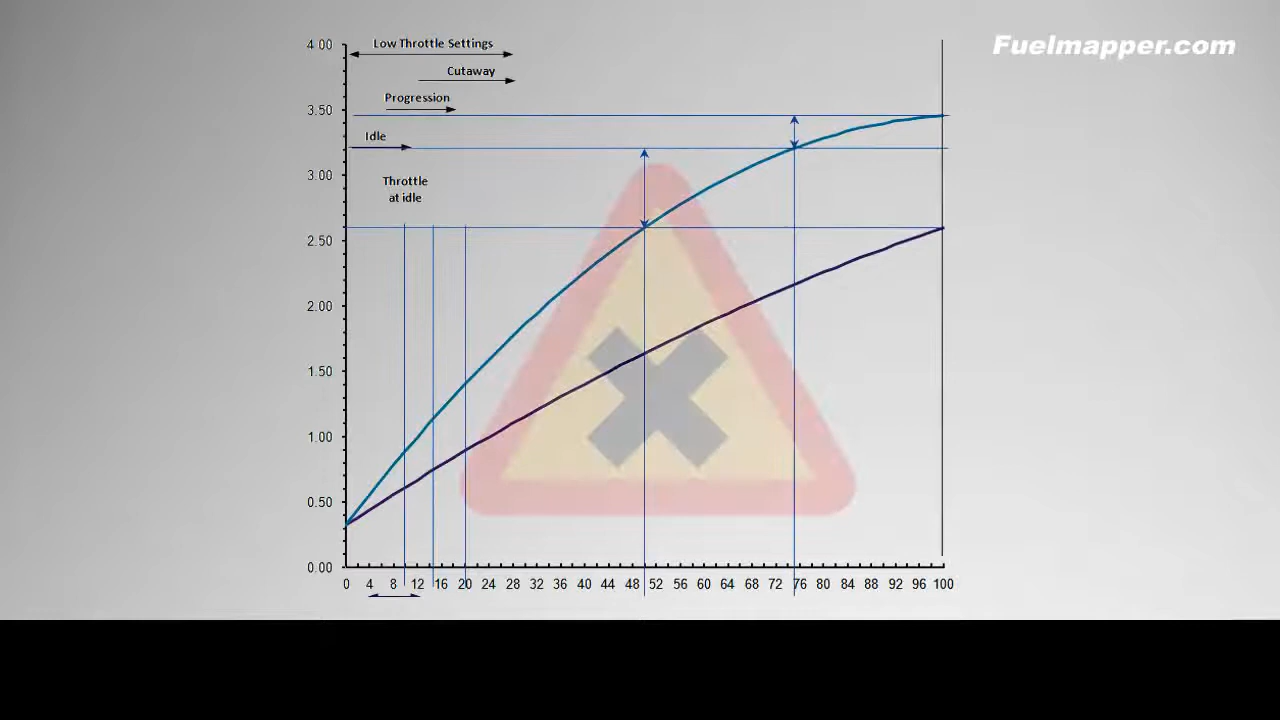 Fuelmapper.com
4.00
Low Throttle Settings
Cutaway
Progression
3.50
Idle
3.00
Throttle
at idle
2.50
2.00
1.50
1.00
0.50
0.00
0 4 8 12 16 20 24 28 32 36 40 44 48 52 56 60 64 68 72 76 80 84 88 92 96 100